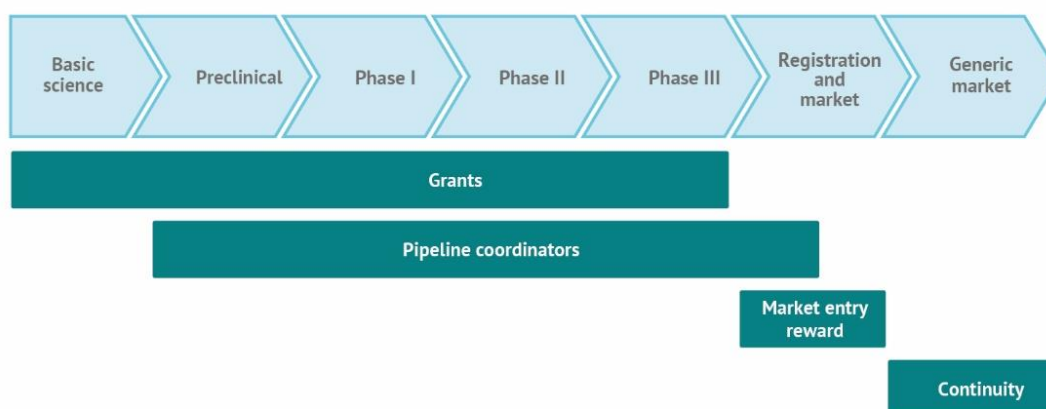 Basic
science
Preclinical
Phase I
Phase II
Phase III
Registration
and
market
Generic
market
Grants
Pipeline coordinators
Market entry
reward
Continuity